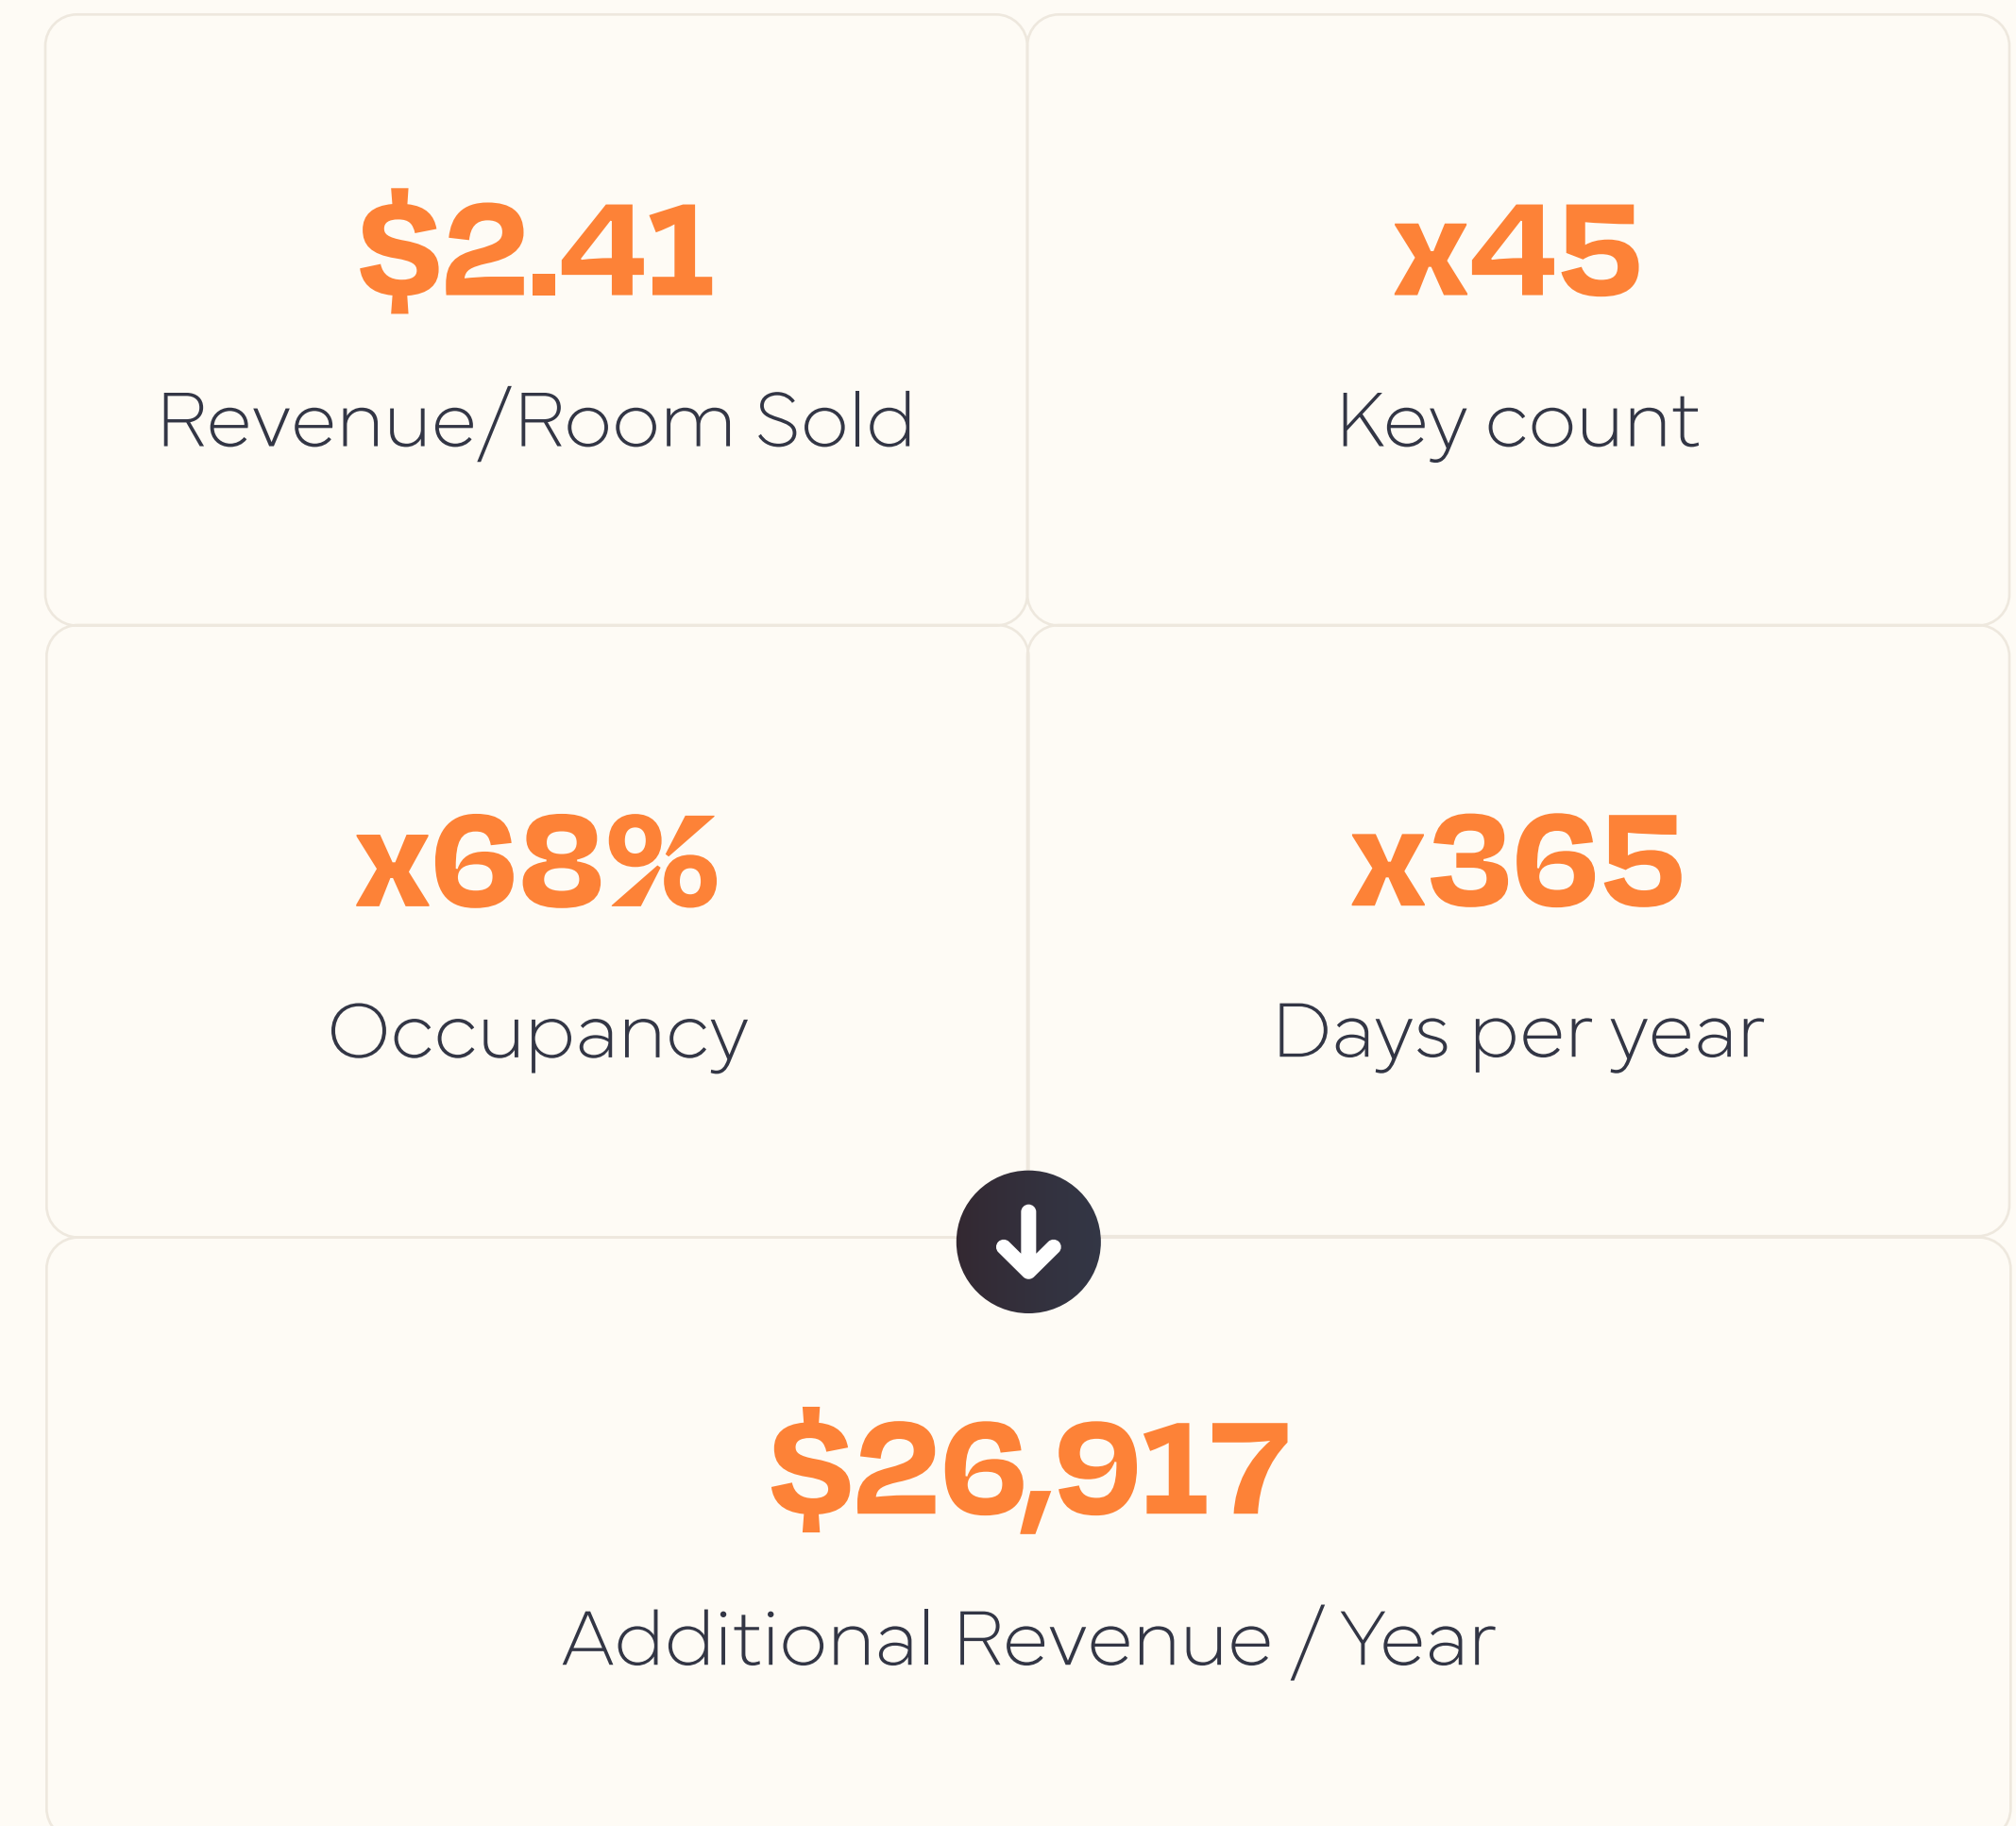 $2.41
Revenue/Room Sold
x45
Key count
x68%
Occupancy
x365
Days per year
$26,917
Additional Revenue / Year